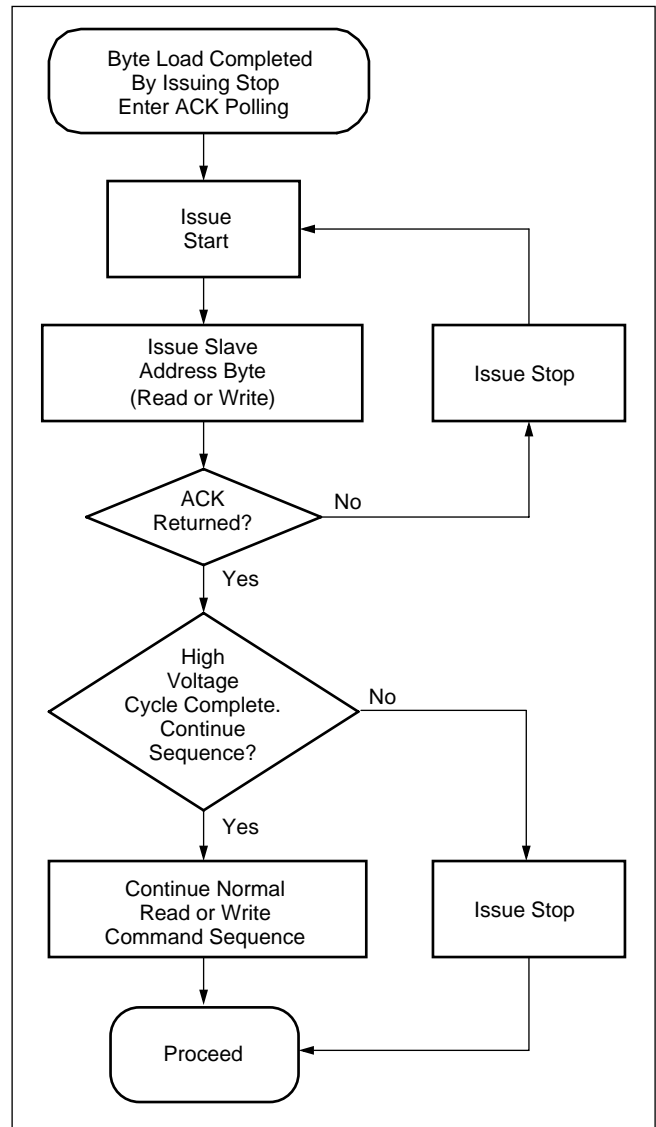 Byte Load Completed
By Issuing Stop
Enter ACK Polling
Issue
Start
Issue Slave
Address Byte
(Read or Write)
Issue Stop
ACK
Returned?
No
Yes
High
Voltage
Cycle Complete.
Continue
Sequence?
No
Yes
Continue Normal
Read or Write
Command Sequence
Issue Stop
Proceed